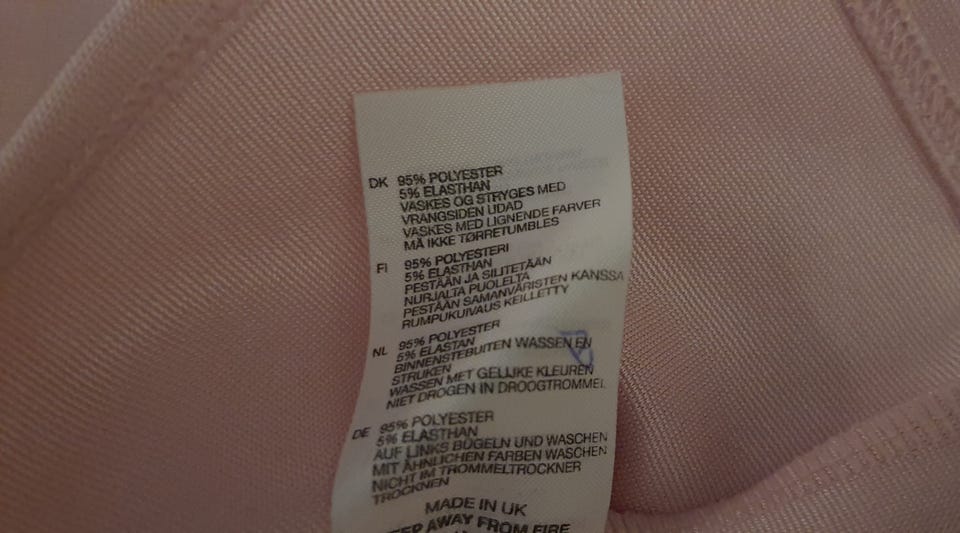 DK 95% POLYESTER
5% ELASTHAN
VASKES OG STRYGES MED
VRANGSIDEN UDAD
VASKES MED LIGNENDE FARVER
MÅ IKKE TØRRETUMBLES
FI 95% POLYESTERI
5% ELASTHAN
PESTÄÄN JA SILITETÄÄN
NURJALTA PUOLELTA
PESTÄÄN SAMANVÄRISTEN KANSSA
RUMPUKUIVAUS KEILLETTY
NL 95% POLYESTER
5% ELASTAN
BINNENSTEBUITEN WASSEN EN
STRIJKEN
WASSEN MET GELIJKE KLEUREN
NIET DROGEN IN DROOGTROMMEL
DE 95% POLYESTER
5% ELASTHAN
AUF LINKS BÜGELN UND WASCHEN
MIT ÄHNLICHEN FARBEN WASCHEN
NICHT IM TROMMELTROCKNER
TROCKNEN
MADE IN UK
KEEP AWAY FROM FIRE